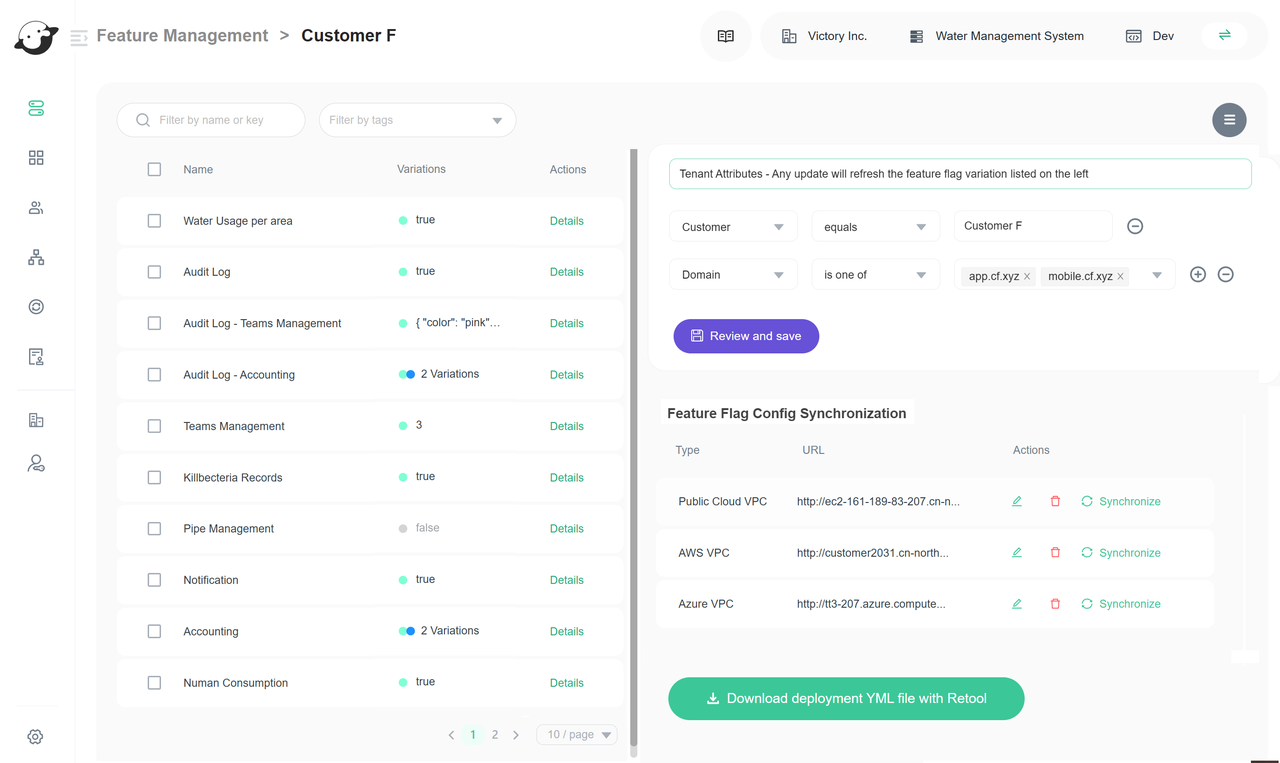 Feature Management > Customer F
Victory Inc. Water Management System Dev
Filter by name or key Filter by tags
Name Variations Actions
Water Usage per area true Details
Audit Log true Details
Audit Log - Teams Management { "color": "pink"... Details
Audit Log - Accounting 2 Variations Details
Teams Management 3 Details
Killbecteria Records true Details
Pipe Management false Details
Notification true Details
Accounting 2 Variations Details
Numan Consumption true Details
1 2 10 / page
Tenant Attributes - Any update will refresh the feature flag variation listed on the left
Customer equals Customer F
Domain is one of app.cf.xyz × mobile.cf.xyz ×
Review and save
Feature Flag Config Synchronization
Type URL Actions
Public Cloud VPC http://ec2-161-189-83-207.cn-n... Synchronize
AWS VPC http://customer2031.cn-north... Synchronize
Azure VPC http://tt3-207.azure.compute... Synchronize
Download deployment YML file with Retool